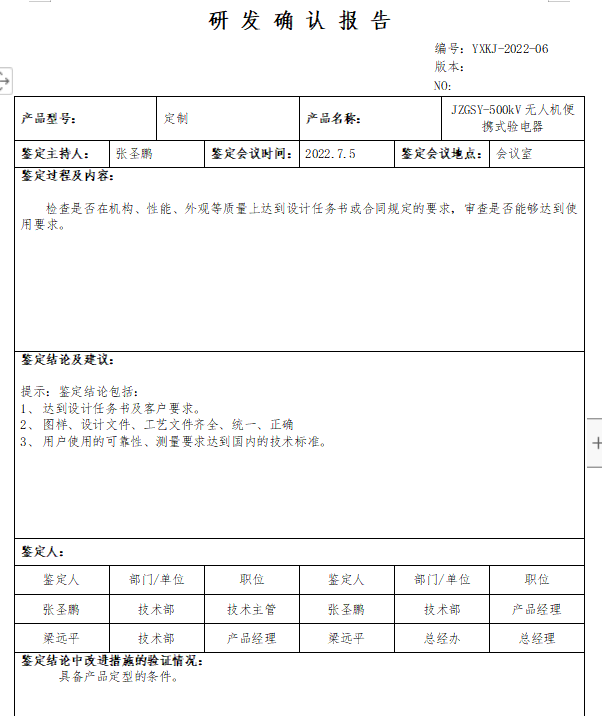 研发确认报告
编号：YXKJ-2022-06
版本：
NO:
产品型号： 定制 产品名称： JZGSY-500kV 无人机便
携式验电器
鉴定主持人： 张圣鹏 鉴定会议时间： 2022.7.5 鉴定会议地点： 会议室
鉴定过程及内容：
检查是否在机构、性能、外观等质量上达到设计任务书或合同规定的要求，审查是否能够达到使
用要求。
鉴定结论及建议：
提示：鉴定结论包括：
1、 达到设计任务书及客户要求。
2、 图样、设计文件、工艺文件齐全、统一、正确
3、 用户使用的可靠性、测量要求达到国内的技术标准。
鉴定人：
鉴定人 部门/单位 职位 鉴定人 部门/单位 职位
张圣鹏 技术部 技术主管 张圣鹏 技术部 产品经理
梁远平 技术部 产品经理 梁远平 总经办 总经理
鉴定结论中改进措施的验证情况：
具备产品定型的条件。